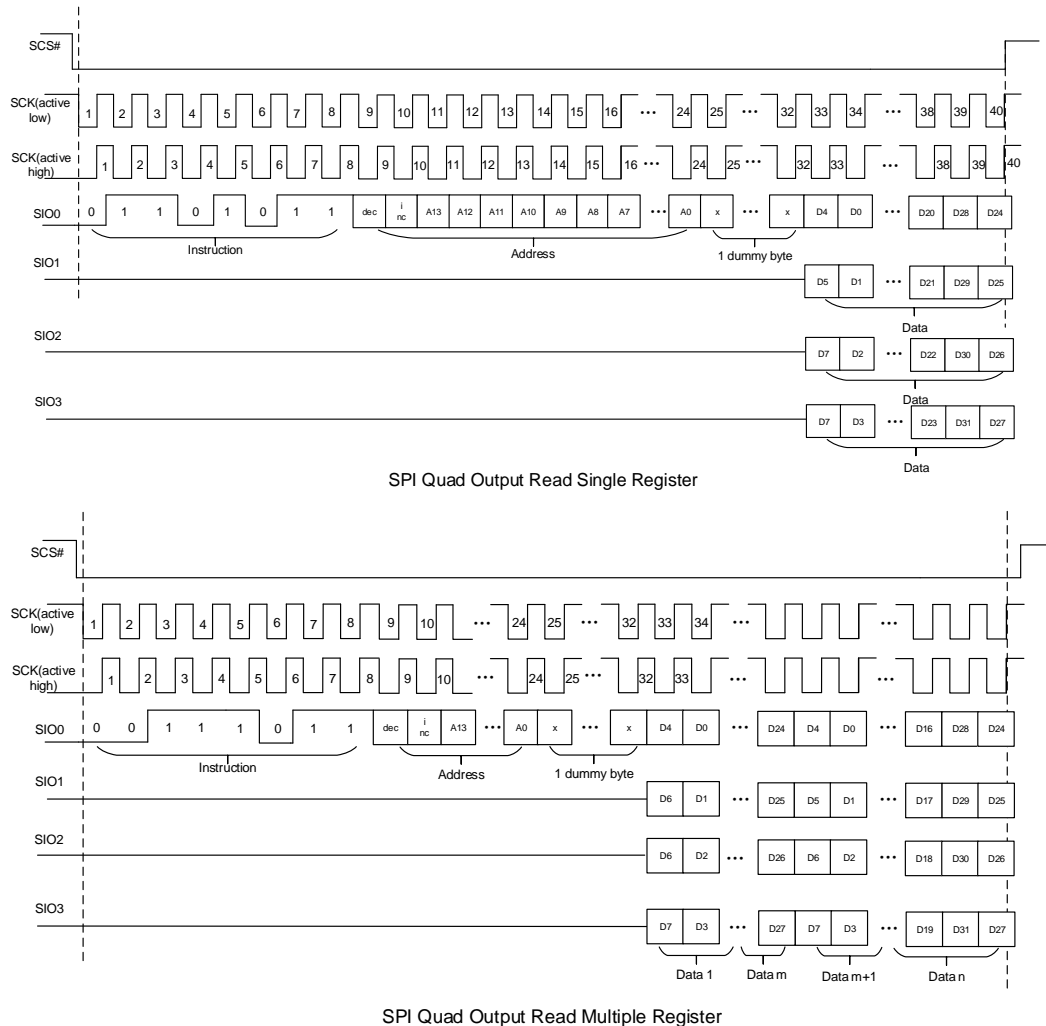 SCS#
SCK(active low) 1 2 3 4 5 6 7 8 9 10 11 12 13 14 15 16 ••• 24 25 ••• 32 33 34 ••• 38 39 40
SCK(active high) 1 2 3 4 5 6 7 8 9 10 11 12 13 14 15 16 ••• 24 25 ••• 32 33 ••• 38 39 40
SIO0 0 1 1 0 1 0 1 1 dec inc A13 A12 A11 A10 A9 A8 A7 ••• A0 x ••• x D4 D0 ••• D20 D28 D24
Instruction Address 1 dummy byte
SIO1 D5 D1 ••• D21 D29 D25
Data
SIO2 D7 D2 ••• D22 D30 D26
Data
SIO3 D7 D3 ••• D23 D31 D27
Data
SPI Quad Output Read Single Register
SCS#
SCK(active low) 1 2 3 4 5 6 7 8 9 10 ••• 24 25 ••• 32 33 34 ••• •••
SCK(active high) 1 2 3 4 5 6 7 8 9 10 ••• 24 25 ••• 32 33 ••• •••
SIO0 0 0 1 1 1 0 1 1 dec inc A13 ••• A0 x ••• x D4 D0 ••• D24 D4 D0 ••• D16 D28 D24
Instruction Address 1 dummy byte
SIO1 D6 D1 ••• D25 D5 D1 ••• D17 D29 D25
SIO2 D6 D2 ••• D26 D6 D2 ••• D18 D30 D26
SIO3 D7 D3 ••• D27 D7 D3 ••• D19 D31 D27
Data 1 Data m Data m+1 Data n
SPI Quad Output Read Multiple Register